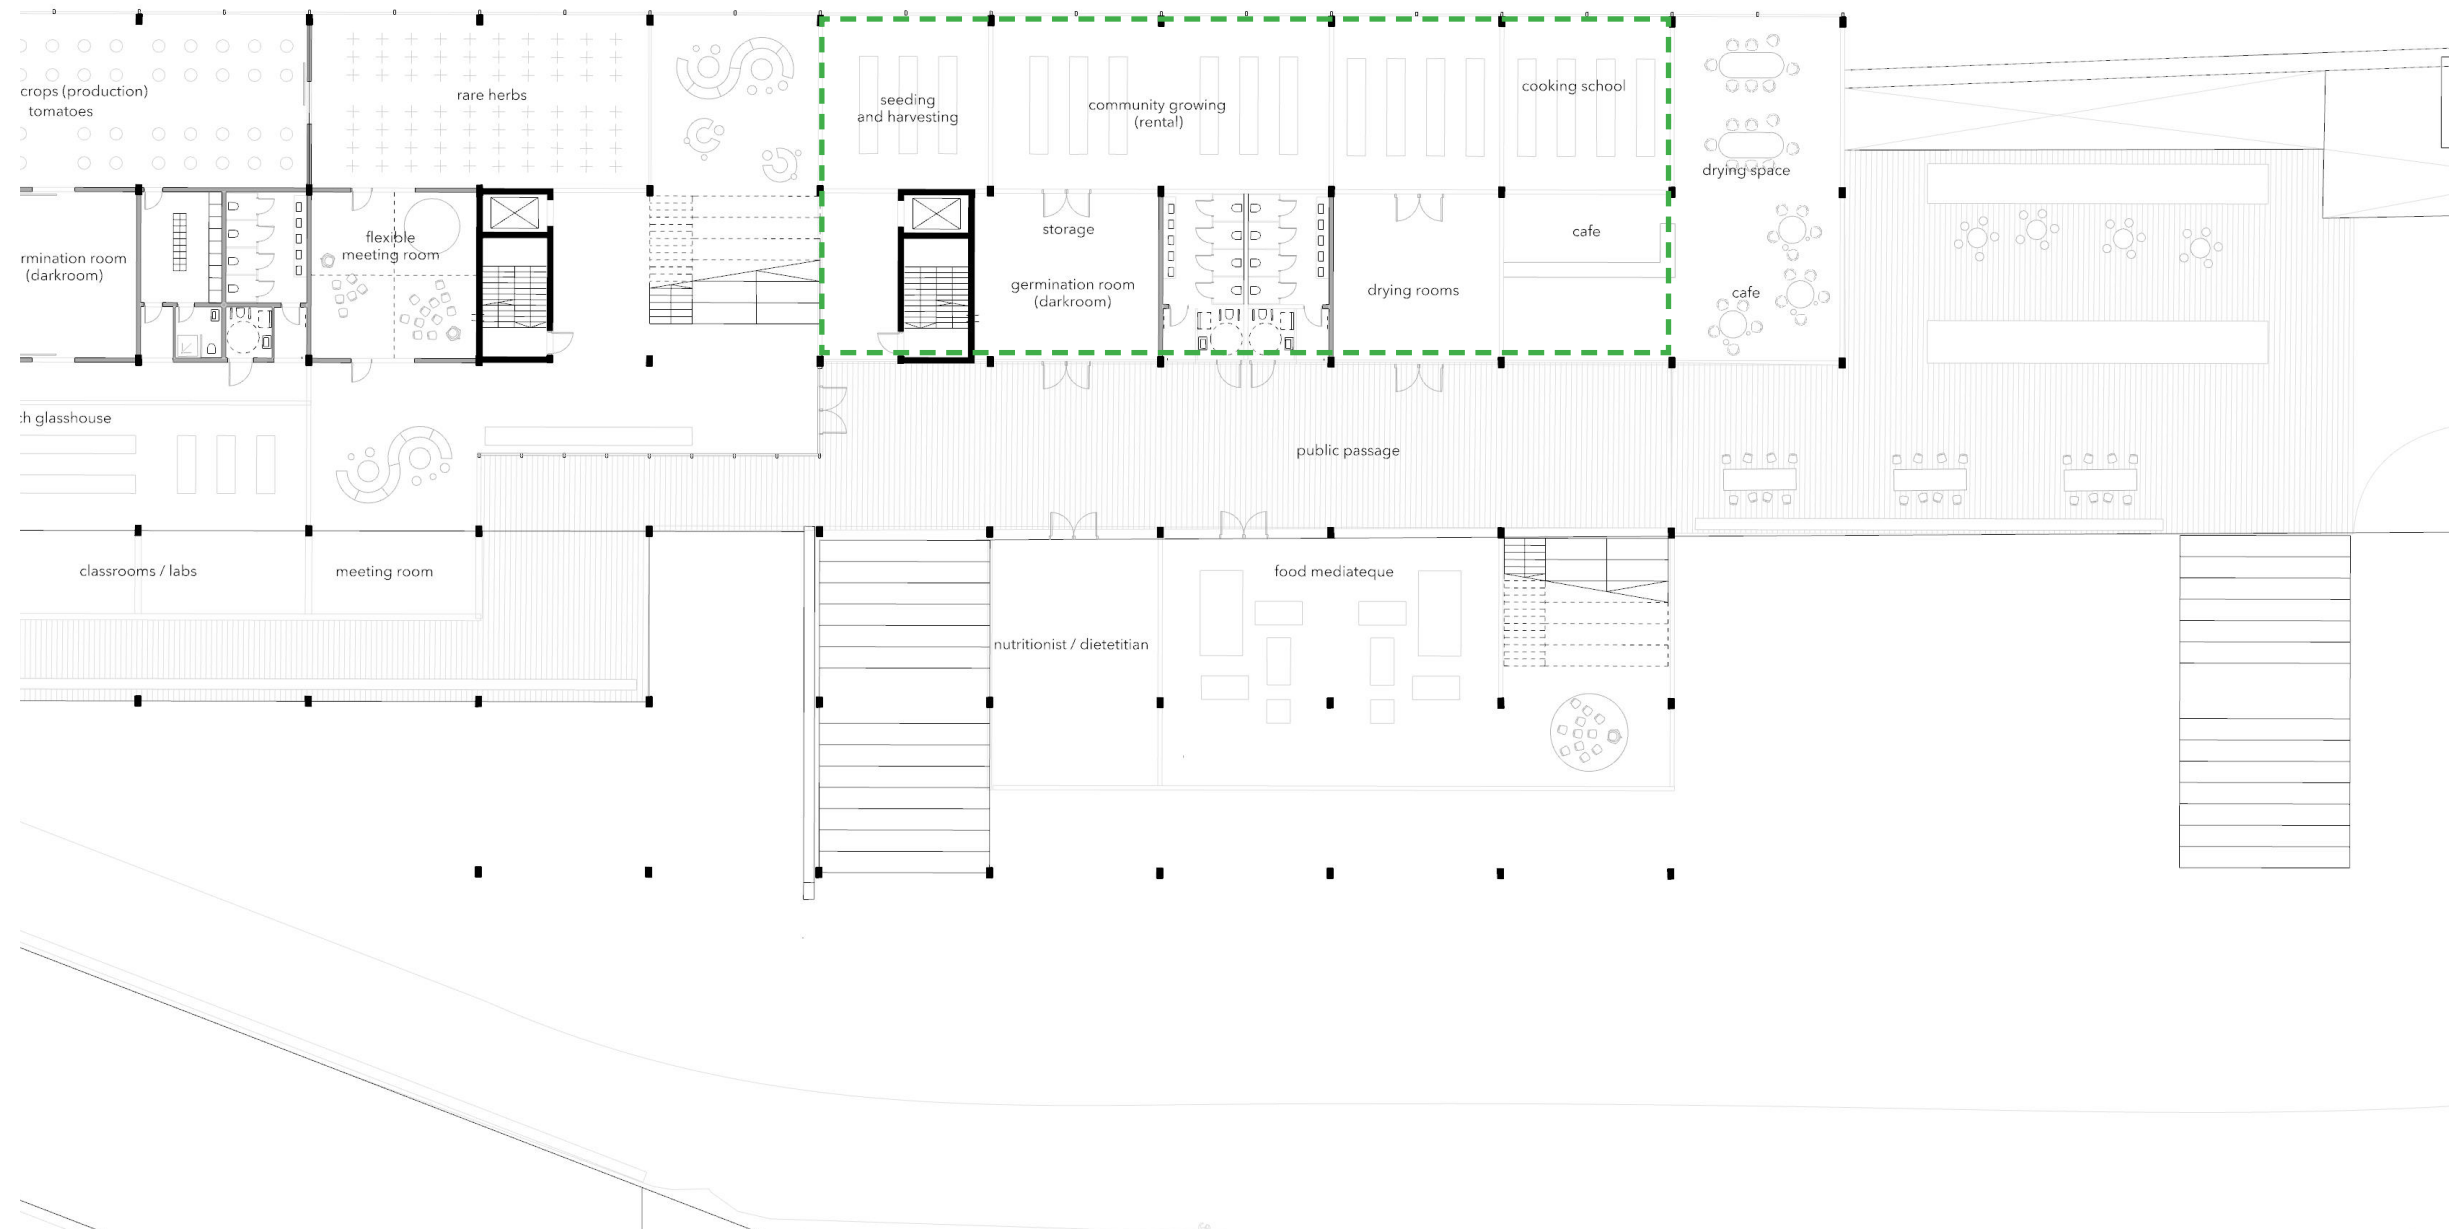 crops (production)
tomatoes
rare herbs
seeding
and harvesting
community growing
(rental)
cooking school
drying space
rmination room
(darkroom)
flexible
meeting room
storage
germination room
(darkroom)
drying rooms
cafe
cafe
ch glasshouse
public passage
classrooms / labs
meeting room
food mediateque
nutritionist / dietetitian